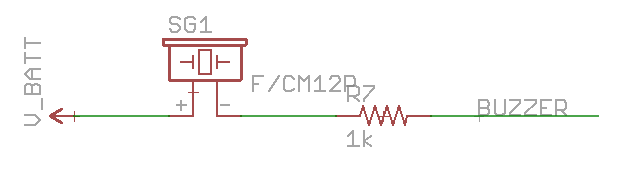 SG1
V_BATT
+
-
F/CM12P
R7
1k
BUZZER